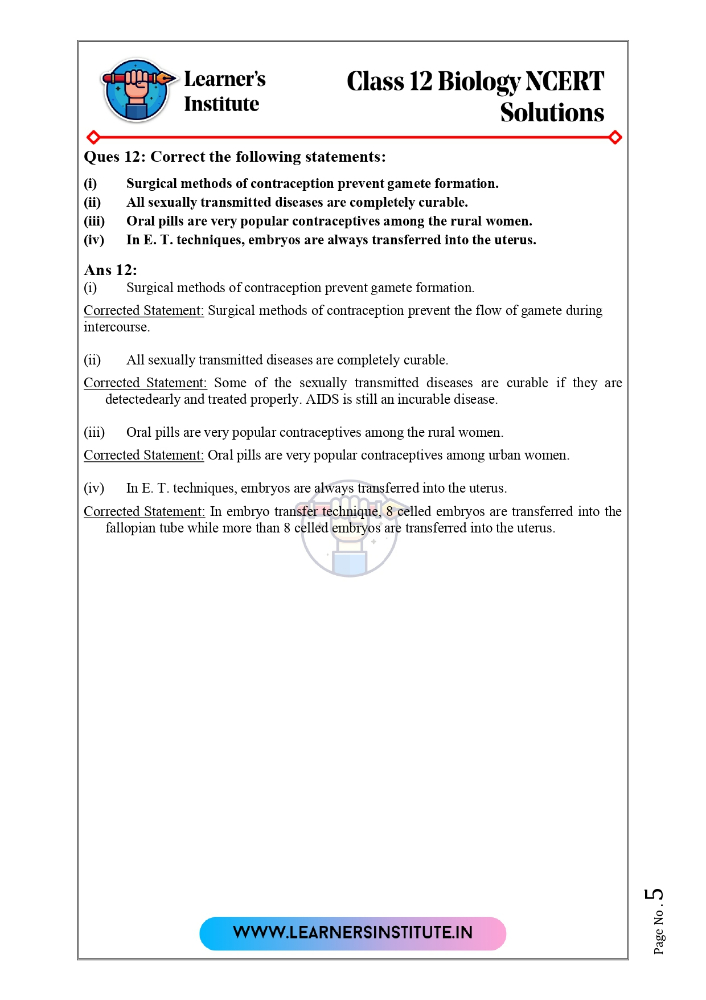 Learner's
Institute
Class 12 Biology NCERT
Solutions
Ques 12: Correct the following statements:
(i) Surgical methods of contraception prevent gamete formation.
(ii) All sexually transmitted diseases are completely curable.
(iii) Oral pills are very popular contraceptives among the rural women.
(iv) In E. T. techniques, embryos are always transferred into the uterus.
Ans 12:
(i) Surgical methods of contraception prevent gamete formation.
Corrected Statement: Surgical methods of contraception prevent the flow of gamete during
intercourse.
(ii) All sexually transmitted diseases are completely curable.
Corrected Statement: Some of the sexually transmitted diseases are curable if they are
detectedearly and treated properly. AIDS is still an incurable disease.
(iii) Oral pills are very popular contraceptives among the rural women.
Corrected Statement: Oral pills are very popular contraceptives among urban women.
(iv) In E. T. techniques, embryos are always transferred into the uterus.
Corrected Statement: In embryo transfer technique, 8 celled embryos are transferred into the
fallopian tube while more than 8 celled embryos are transferred into the uterus.
WWW.LEARNERSINSTITUTE.IN
Page No . 5